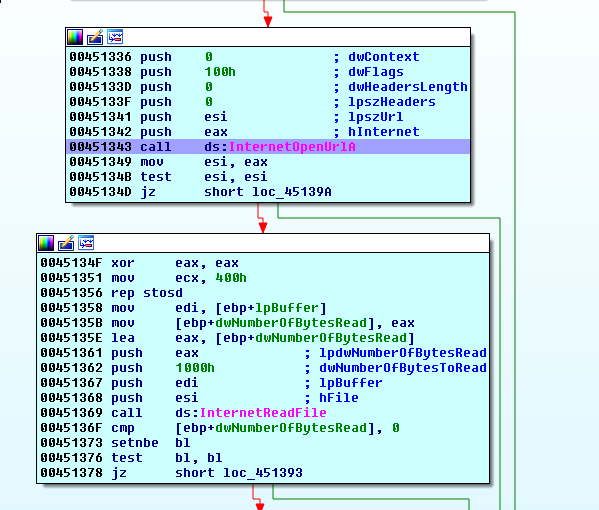 00451336 push 0 ; dwContext
00451338 push 100h ; dwFlags
0045133D push 0 ; dwHeadersLength
0045133F push 0 ; lpszHeaders
00451341 push esi ; lpszUrl
00451342 push eax ; hInternet
00451343 call ds:InternetOpenUrlA
00451349 mov esi, eax
0045134B test esi, esi
0045134D jz short loc_45139A
0045134F xor eax, eax
00451351 mov ecx, 400h
00451356 rep stosd
00451358 mov edi, [ebp+lpBuffer]
0045135B mov [ebp+dwNumberOfBytesRead], eax
0045135E lea eax, [ebp+dwNumberOfBytesRead]
00451361 push eax ; lpdwNumberOfBytesRead
00451362 push 1000h ; dwNumberOfBytesToRead
00451367 push edi ; lpBuffer
00451368 push esi ; hFile
00451369 call ds:InternetReadFile
0045136F cmp [ebp+dwNumberOfBytesRead], 0
00451373 setnbe bl
00451376 test bl, bl
00451378 jz short loc_451393